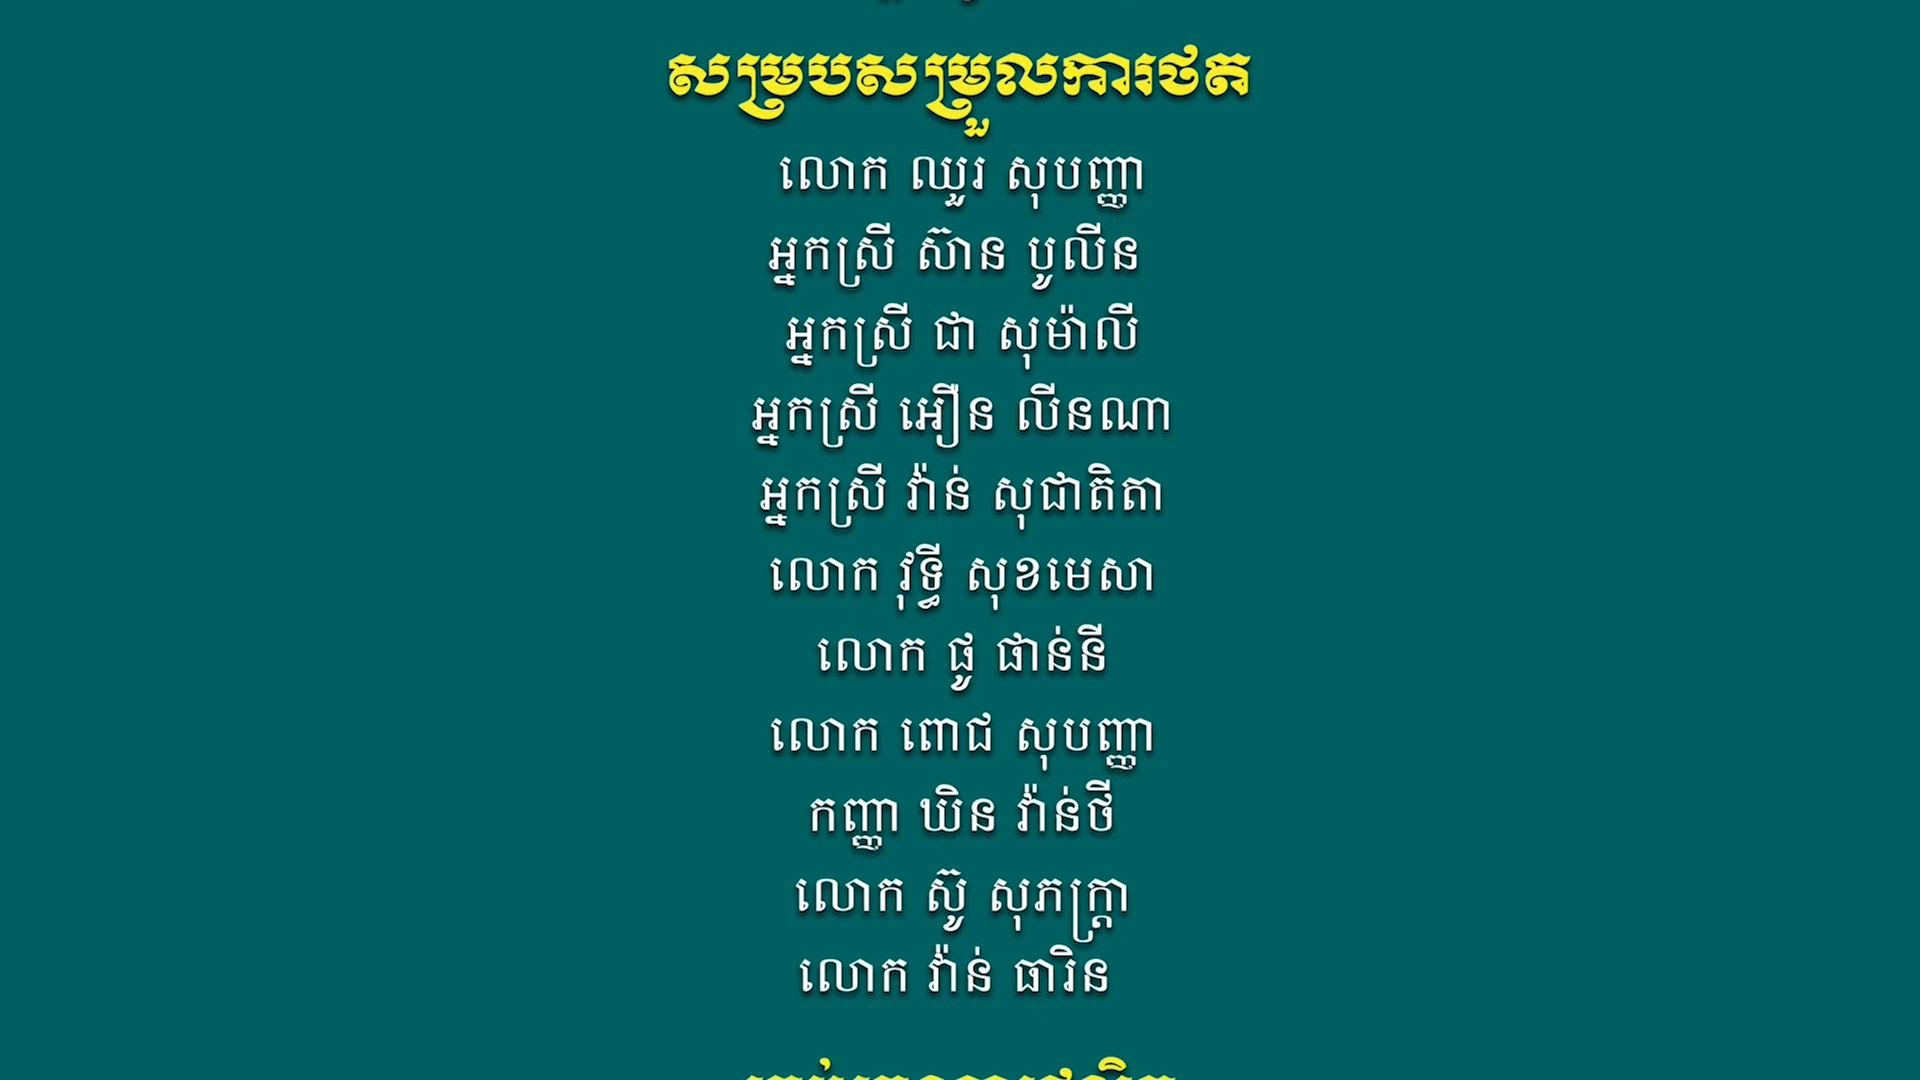 សម្របសម្រួលការថត
លោក ឈួរ សុបញ្ញា
អ្នកស្រី ស៊ាន បូលីន
អ្នកស្រី ជា សុម៉ាលី
អ្នកស្រី អឿន លីនណា
អ្នកស្រី វ៉ាន់ សុជាតិតា
លោក វុទ្ធី សុខមេសា
លោក ផូ ផាន់នី
លោក ពោជ សុបញ្ញា
កញ្ញា ឃិន វ៉ាន់ថី
លោក ស៊ូ សុភក្ត្រា
លោក វ៉ាន់ ធារិន